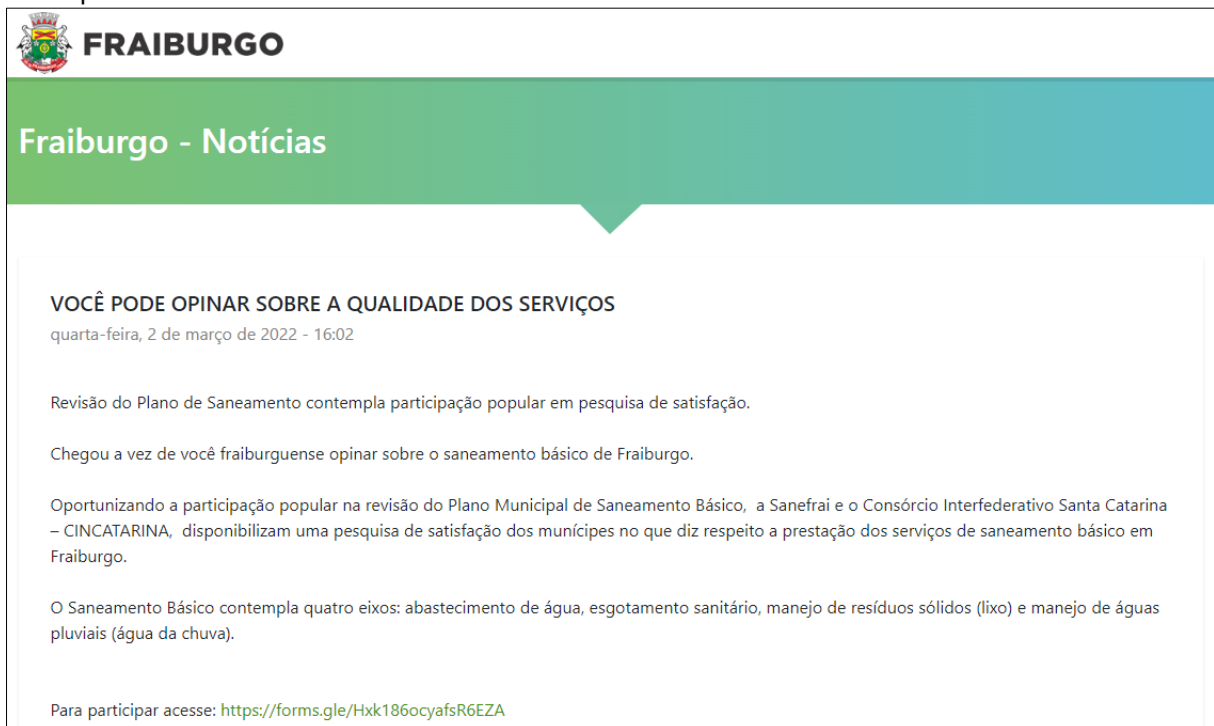 FRAIBURGO
Fraiburgo - Notícias
VOCÊ PODE OPINAR SOBRE A QUALIDADE DOS SERVIÇOS
quarta-feira, 2 de março de 2022 - 16:02
Revisão do Plano de Saneamento contempla participação popular em pesquisa de satisfação.
Chegou a vez de você fraiburguense opinar sobre o saneamento básico de Fraiburgo.
Oportunizando a participação popular na revisão do Plano Municipal de Saneamento Básico,  a Sanefrai e o Consórcio Interfederativo Santa Catarina
– CINCATARINA,  disponibilizam uma pesquisa de satisfação dos munícipes no que diz respeito a prestação dos serviços de saneamento básico em
Fraiburgo.
O Saneamento Básico contempla quatro eixos: abastecimento de água, esgotamento sanitário, manejo de resíduos sólidos (lixo) e manejo de águas
pluviais (água da chuva).
Para participar acesse: https://forms.gle/Hxk186ocyafsR6EZA